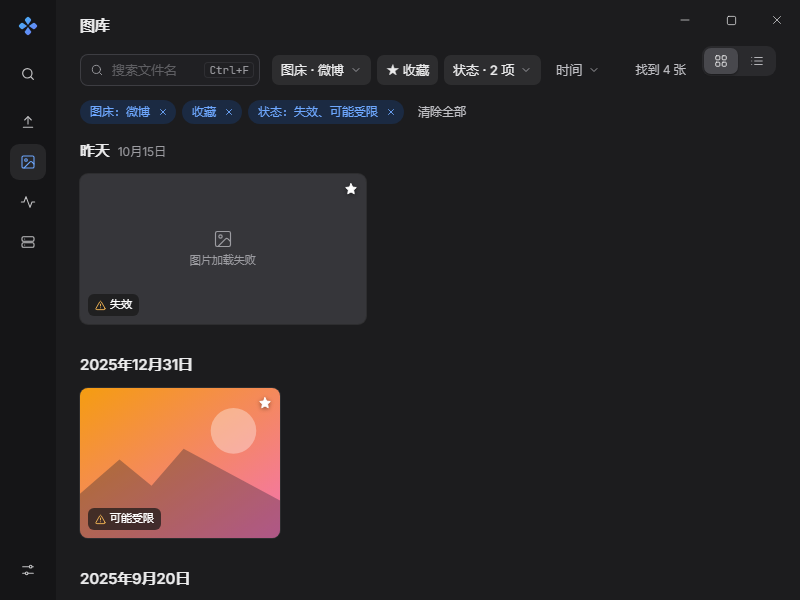 图库
搜索文件名 Ctrl+F 图床 · 微博 收藏 状态 · 2 项 时间 找到 4 张
图床：微博 收藏 状态：失效、可能受限 清除全部
昨天 10月15日
图片加载失败
失效
2025年12月31日
可能受限
2025年9月20日